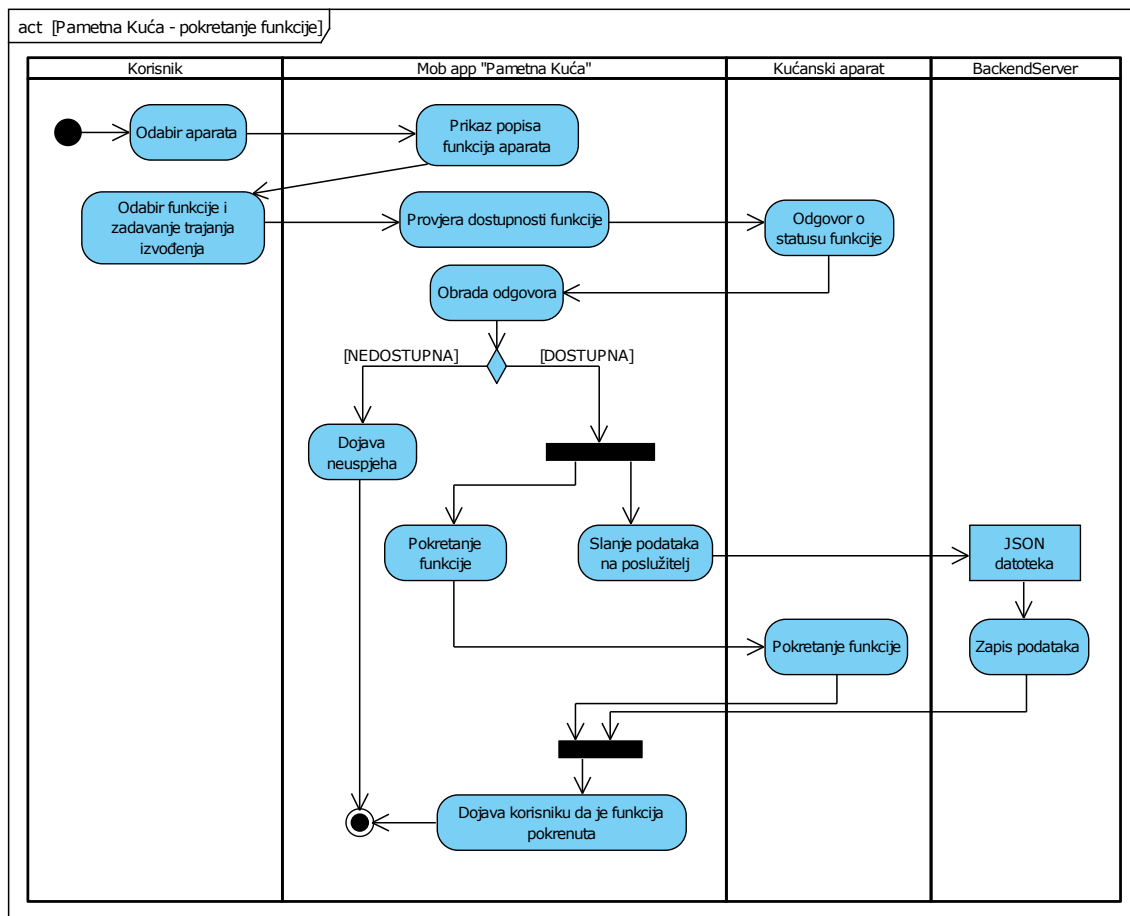 act [Pametna Kuća - pokretanje funkcije]
Korisnik
Mob app "Pametna Kuća"
Kućanski aparat
BackendServer
Odabir aparata
Prikaz popisa
funkcija aparata
Odabir funkcije i
zadavanje trajanja
izvođenja
Provjera dostupnosti funkcije
Odgovor o
statusu funkcije
Obrada odgovora
[NEDOSTUPNA]
[DOSTUPNA]
Dojava
neuspjeha
Pokretanje
funkcije
Slanje podataka
na poslužitelj
JSON
datoteka
Pokretanje funkcije
Zapis podataka
Dojava korisniku da je funkcija
pokrenuta